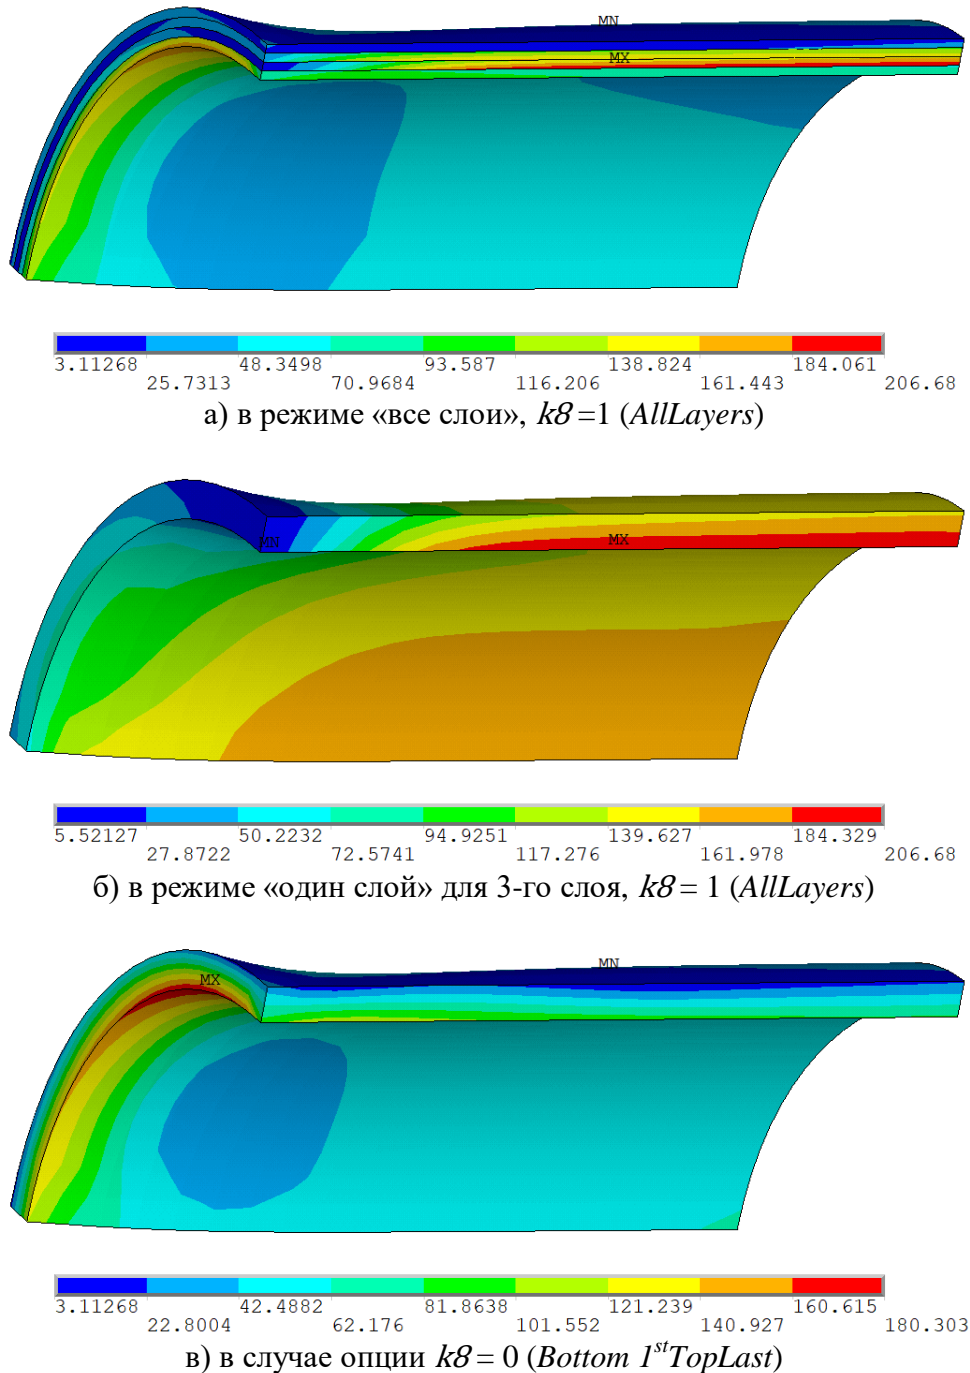 MN
MX
3.11268 48.3498 93.587 138.824 184.061
25.7313 70.9684 116.206 161.443 206.68
а) в режиме «все слои», k8 =1 (AllLayers)
MN
MX
5.52127 50.2232 94.9251 139.627 184.329
27.8722 72.5741 117.276 161.978 206.68
б) в режиме «один слой» для 3-го слоя, k8 = 1 (AllLayers)
MN
MX
3.11268 42.4882 81.8638 121.239 160.615
22.8004 62.176 101.552 140.927 180.303
в) в случае опции k8 = 0 (Bottom 1stTopLast)